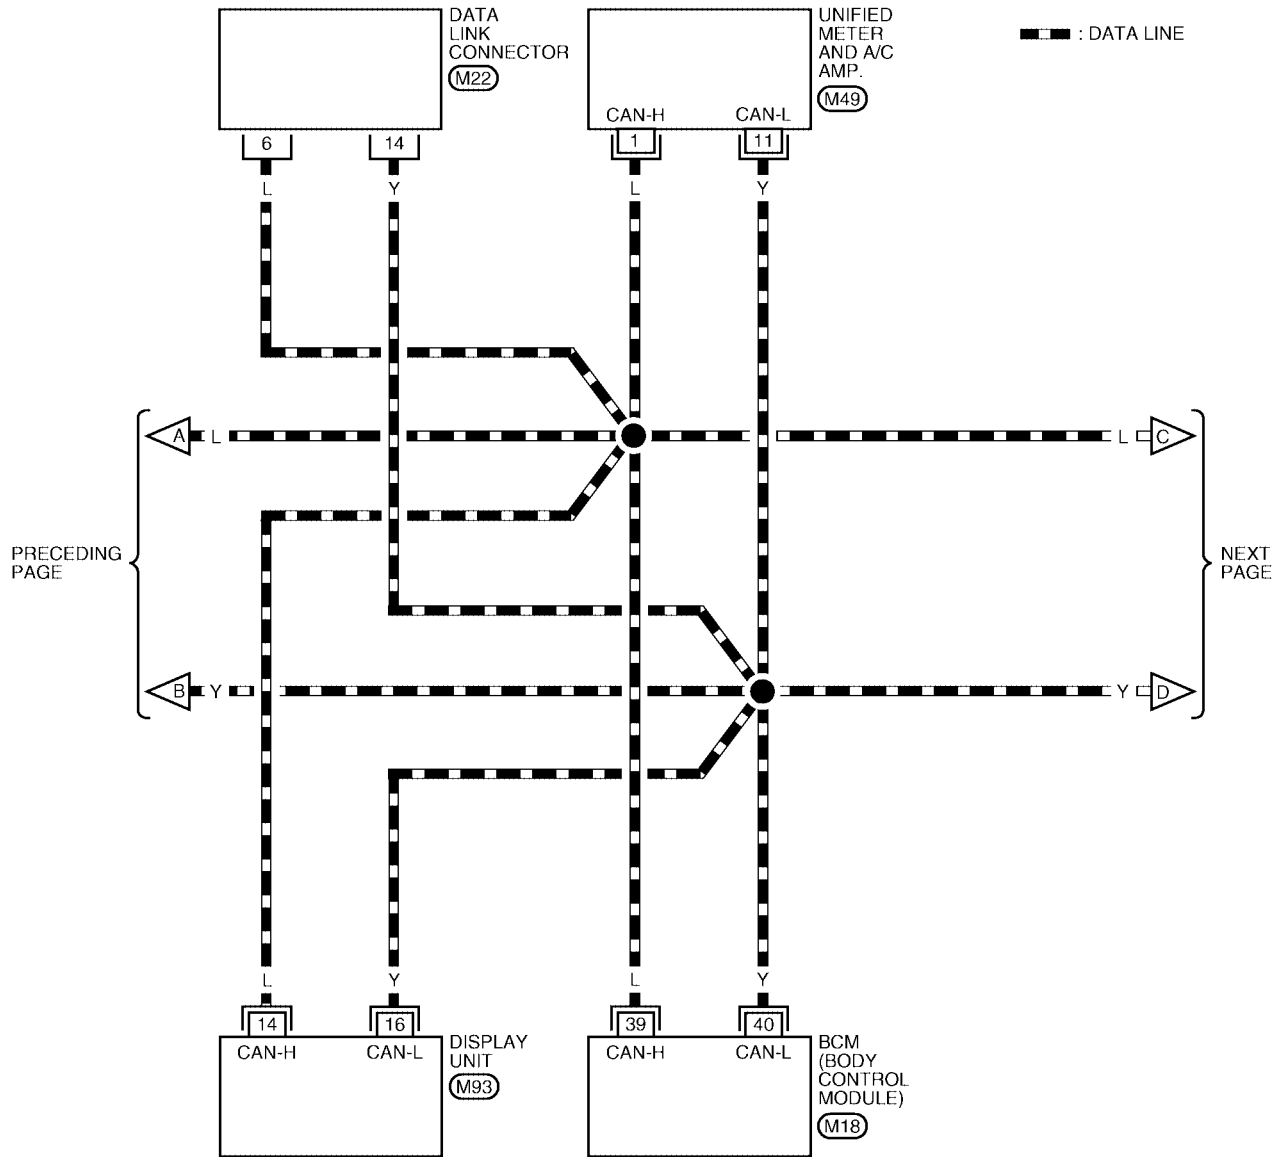 DATA
LINK
CONNECTOR
M22
UNIFIED
METER
AND A/C
AMP.
M49
: DATA LINE
CAN-H
CAN-L
6
14
1
11
L
Y
L
Y
A
L
L
C
PRECEDING
PAGE
NEXT
PAGE
B
Y
Y
D
L
Y
L
Y
14
16
39
40
CAN-H
CAN-L
DISPLAY
UNIT
M93
CAN-H
CAN-L
BCM
(BODY
CONTROL
MODULE)
M18